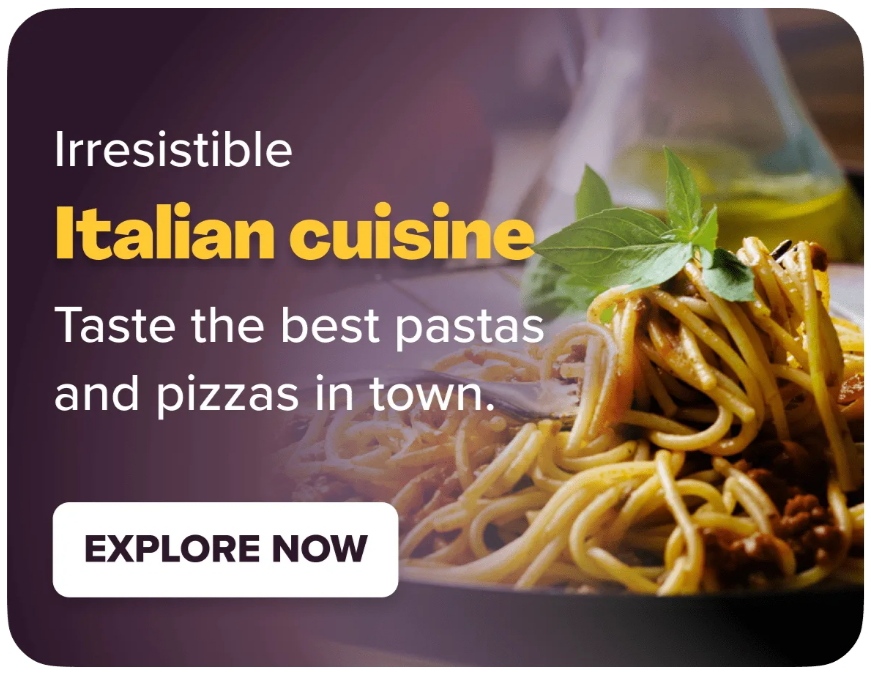 Irresistible
Italian cuisine
Taste the best pastas
and pizzas in town.
EXPLORE NOW